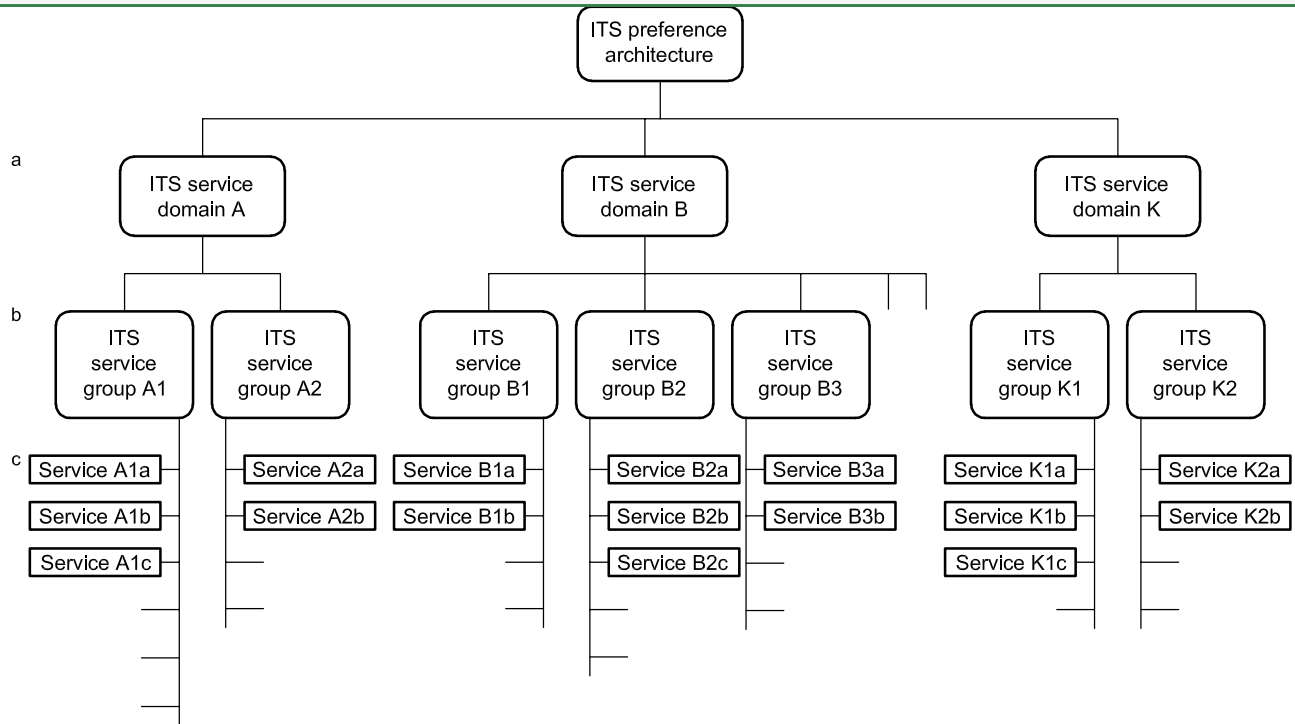 ITS preference
architecture
a
ITS service
domain A
ITS service
domain B
ITS service
domain K
b
ITS
service
group A1
ITS
service
group A2
ITS
service
group B1
ITS
service
group B2
ITS
service
group B3
ITS
service
group K1
ITS
service
group K2
c
Service A1a
Service A1b
Service A1c
Service A2a
Service A2b
Service B1a
Service B1b
Service B2a
Service B2b
Service B2c
Service B3a
Service B3b
Service K1a
Service K1b
Service K1c
Service K2a
Service K2b